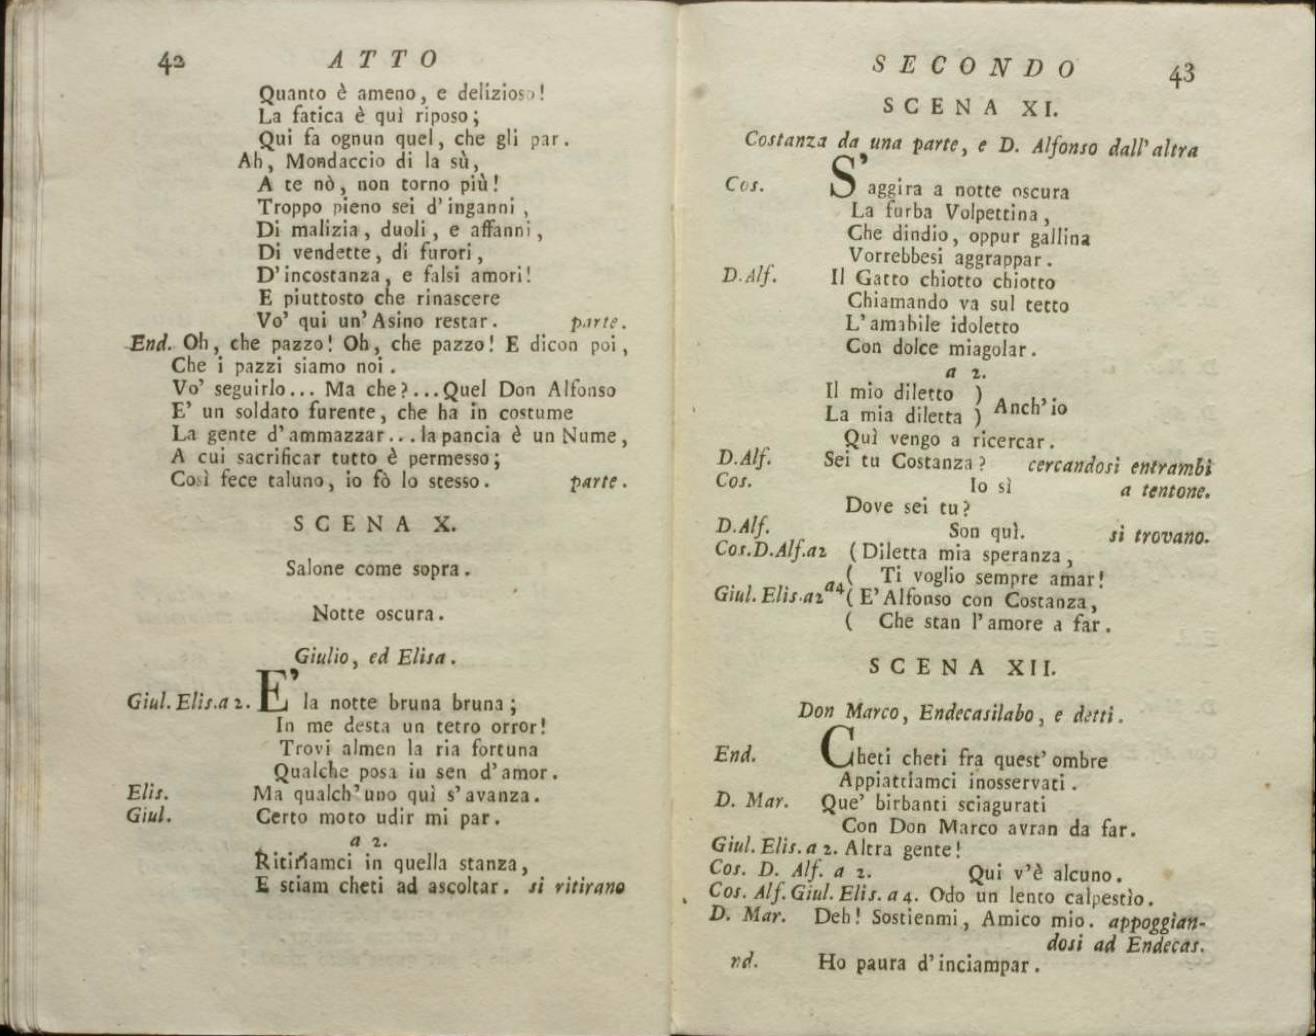 42 ATTO
Quanto è ameno, e delizioso!
La fatica è quì riposo;
Qui fa ognun quel, che gli par.
Ah, Mondaccio di la sù,
A te nò, non torno più!
Troppo pieno sei d'inganni,
Di malizia, duoli, e affanni,
Di vendette, di furori,
D'incostanza, e falsi amori!
E piuttosto che rinascere
Vo' qui un'Asino restar. parte.
End. Oh, che pazzo! Oh, che pazzo! E dicon poi,
Che i pazzi siamo noi.
Vo' seguirlo... Ma che?...Quel Don Alfonso
E' un soldato furente, che ha in costume
La gente d'ammazzar...la pancia è un Nume,
A cui sacrificar tutto è permesso;
Così fece taluno, io fò lo stesso. parte.
SCENA X.
Salone come sopra.
Notte oscura.
Giulio, ed Elisa.
Giul. Elis. a 2. E' la notte bruna bruna;
In me desta un tetro orror!
Trovi almen la ria fortuna
Qualche posa in sen d'amor.
Elis. Ma qualch'uno quì s'avanza.
Giul. Certo moto udir mi par.
a 2.
Ritiriamci in quella stanza,
E stiam cheti ad ascoltar. si ritirano
SECONDO 43
SCENA XI.
Costanza da una parte, e D. Alfonso dall'altra
Cos. S'aggira a notte oscura
La furba Volpettina,
Che dindio, oppur gallina
Vorrebbesi aggrappar.
D.Alf. Il Gatto chiotto chiotto
Chiamando va sul tetto
L'amabile idoletto
Con dolce miagolar.
a 2.
Il mio diletto )
La mia diletta ) Anch'io
Quì vengo a ricercar.
D.Alf. Sei tu Costanza? cercandosi entrambi
Cos. Io sì a tentone.
Dove sei tu?
D.Alf. Son quì. si trovano.
Cos.D.Alf.a2 ( Diletta mia speranza,
( Ti voglio sempre amar!
Giul. Elis.a2 a4 ( E' Alfonso con Costanza,
( Che stan l'amore a far.
SCENA XII.
Don Marco, Endecasilabo, e detti.
End. Cheti cheti fra quest'ombre
Appiattiamci inosservati.
D. Mar. Que' birbanti sciagurati
Con Don Marco avran da far.
Giul. Elis. a 2. Altra gente!
Cos. D. Alf. a 2. Qui v'è alcuno.
Cos. Alf. Giul. Elis. a 4. Odo un lento calpestìo.
D. Mar. Deh! Sostienmi, Amico mio. appoggian-
dosi ad Endecas.
nd. Ho paura d'inciampar.